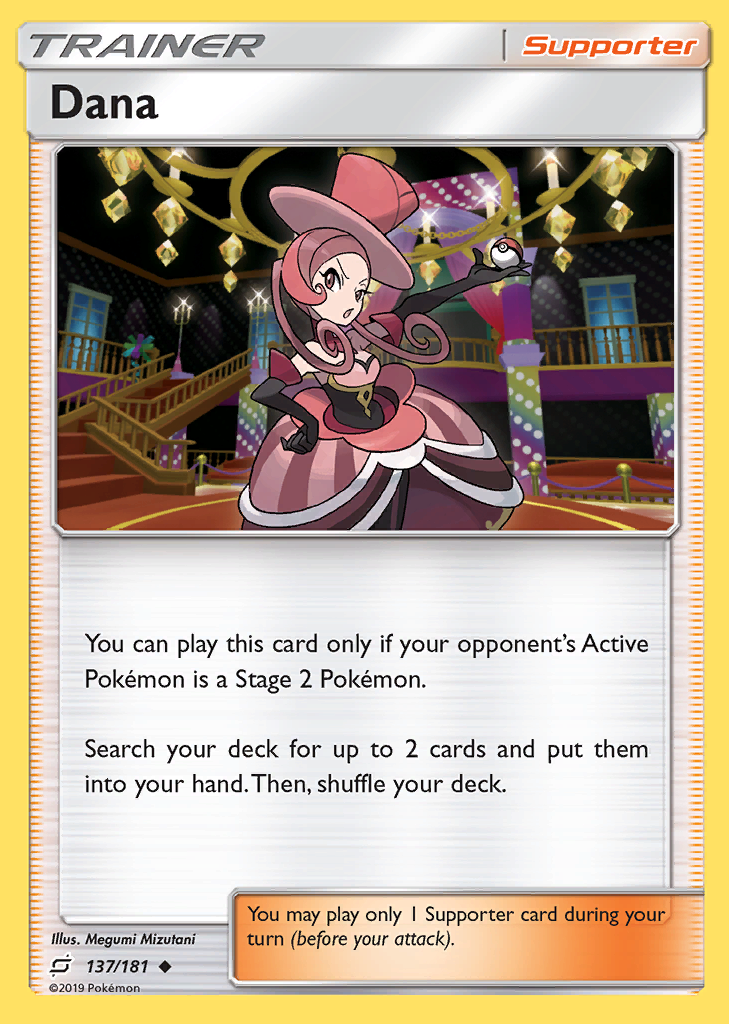 TRAINER
Supporter
Dana
You can play this card only if your opponent's Active
Pokémon is a Stage 2 Pokémon.
Search your deck for up to 2 cards and put them
into your hand. Then, shuffle your deck.
You may play only 1 Supporter card during your
turn (before your attack).
Illus. Megumi Mizutani
137/181
©2019 Pokémon